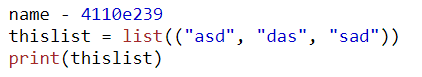 name - 4110e239
thislist = list(("asd", "das", "sad"))
print(thislist)